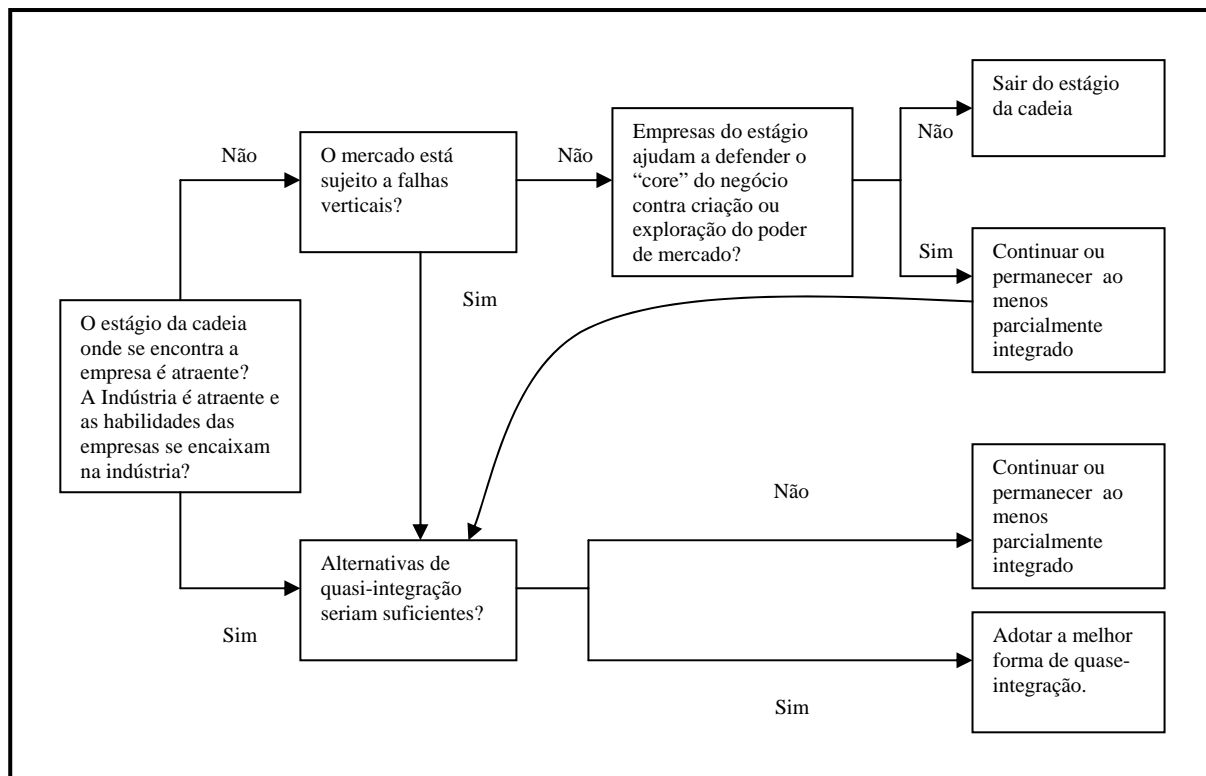 Sair do estágio
da cadeia
Não
O mercado está
sujeito a falhas
verticais?
Não
Empresas do estágio
ajudam a defender o
“core” do negócio
contra criação ou
exploração do poder
de mercado?
Não
Sim
Continuar ou
permanecer ao
menos
parcialmente
integrado
Sim
O estágio da cadeia
onde se encontra a
empresa é atraente?
A Indústria é atraente e
as habilidades das
empresas se encaixam
na indústria?
Sim
Alternativas de
quasi-integração
seriam suficientes?
Não
Continuar ou
permanecer ao
menos
parcialmente
integrado
Sim
Adotar a melhor
forma de quase-
integração.